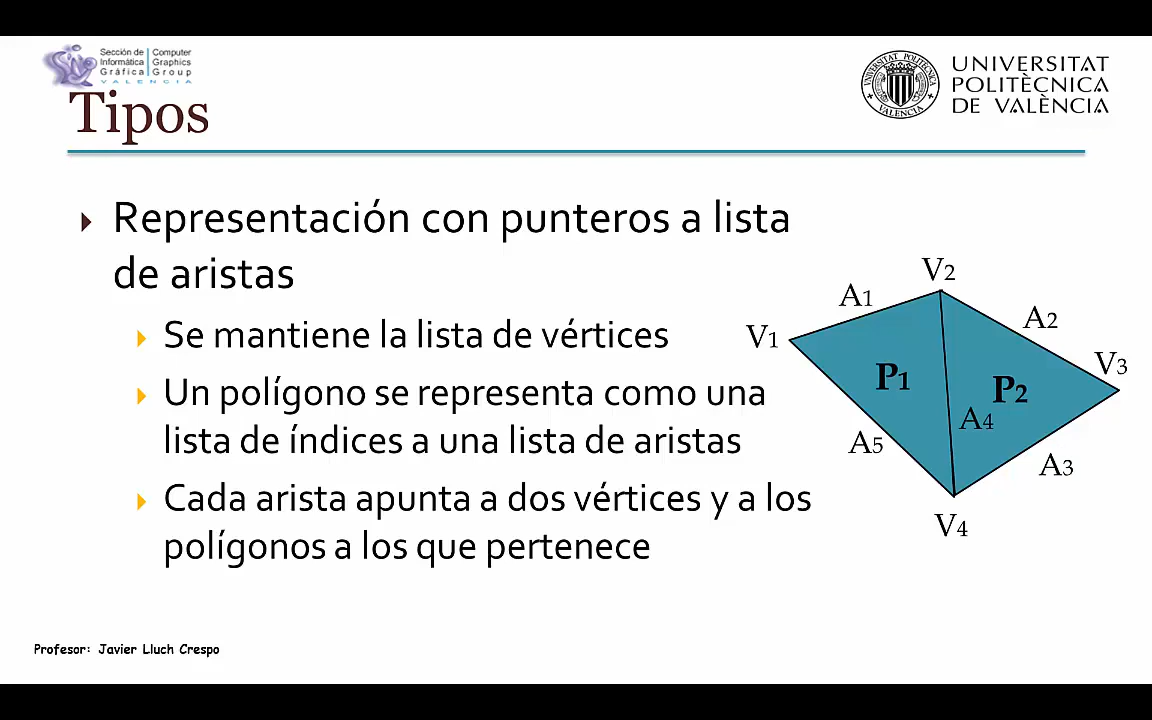 Sección de Computer
Informática Graphics
Gráfica Group
VALENCIA
UNIVERSITAT
POLITÈCNICA
DE VALÈNCIA
Tipos
Representación con punteros a lista
de aristas
Se mantiene la lista de vértices
Un polígono se representa como una
lista de índices a una lista de aristas
Cada arista apunta a dos vértices y a los
polígonos a los que pertenece
V2
A1
A2
V1
V3
P1
P2
A4
A5
A3
V4
Profesor: Javier Lluch Crespo